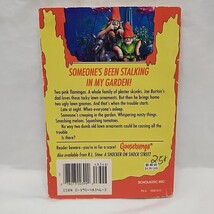 SOMEONE'S BEEN STALKING
IN MY GARDEN!
Two pink flamingos. A whole family of plaster skunks. Joe Burton's
dad loves those tacky lawn ornaments. But then he brings home
two ugly lawn gnomes. And that's when the trouble starts.
Late at night. When everyone's asleep.
Someone's creeping in the garden. Whispering nasty things.
Smashing melons. Squashing tomatoes.
No way two dumb old lawn ornaments could be causing all the trouble.
Is there?
Reader beware—you're in for a scare!
Goosebumps
Also available from R.L. Stine: A SHOCKER ON SHOCK STREET
25¢
SCHOLASTIC INC.